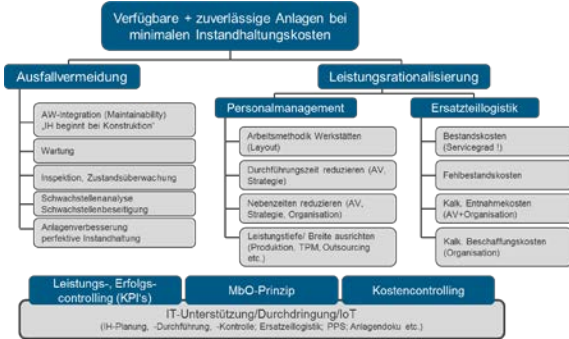 Verfügbare + zuverlässige Anlagen bei
minimalen Instandhaltungskosten
Ausfallvermeidung
AW-Integration (Maintainability)
„IH beginnt bei Konstruktion“
Wartung
Inspektion, Zustandsüberwachung
Schwachstellenanalyse
Schwachstellenbeseitigung
Anlagenverbesserung
perfektive Instandhaltung
Leistungsrationalisierung
Personalmanagement
Arbeitsmethodik Werkstätten
(Layout)
Durchführungszeit reduzieren (AV,
Strategie)
Nebenzeiten reduzieren (AV,
Strategie, Organisation)
Leistungstiefe/ Breite ausrichten
(Produktion, TPM, Outsourcing
etc.)
Ersatzteillogistik
Bestandskosten
(Servicegrad !)
Fehlbestandskosten
Kalk. Entnahmekosten
(AV+Organisation)
Kalk. Beschaffungskosten
(Organisation)
Leistungs-, Erfolgs-
controlling (KPI's)
MbO-Prinzip
Kostencontrolling
IT-Unterstützung/Durchdringung/IoT
(IH-Planung, -Durchführung, -Kontrolle; Ersatzteillogistik; PPS; Anlagendoku etc.)